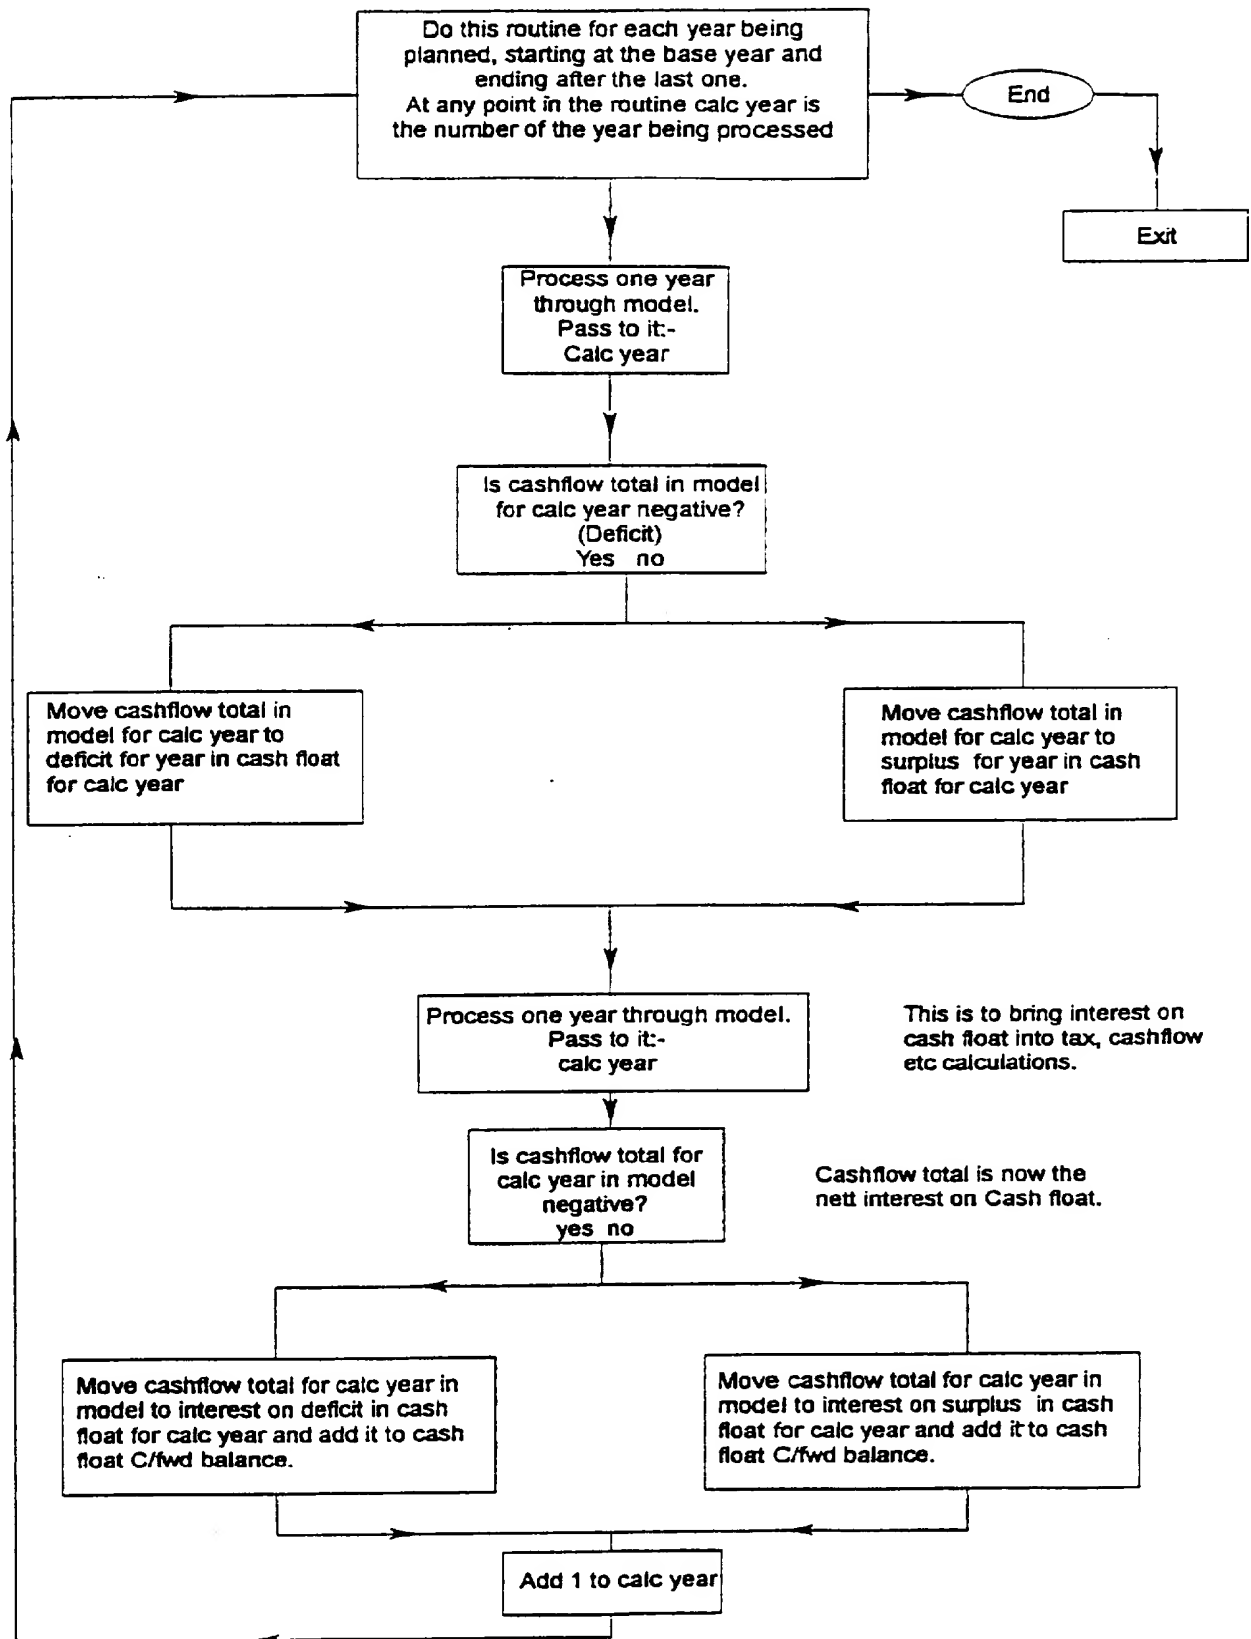 Do this routine for each year being
planned, starting at the base year and
ending after the last one.
At any point in the routine calc year is
the number of the year being processed
End
Exit
Process one year
through model.
Pass to it:-
Calc year
Is cashflow total in model
for calc year negative?
(Deficit)
Yes no
Move cashflow total in
model for calc year to
deficit for year in cash float
for calc year
Move cashflow total in
model for calc year to
surplus for year in cash
float for calc year
Process one year through model.
Pass to it:-
calc year
This is to bring interest on
cash float into tax, cashflow
etc calculations.
Is cashflow total for
calc year in model
negative?
yes no
Cashflow total is now the
nett interest on Cash float.
Move cashflow total for calc year in
model to interest on deficit in cash
float for calc year and add it to cash
float C/fwd balance.
Move cashflow total for calc year in
model to interest on surplus in cash
float for calc year and add it to cash
float C/fwd balance.
Add 1 to calc year